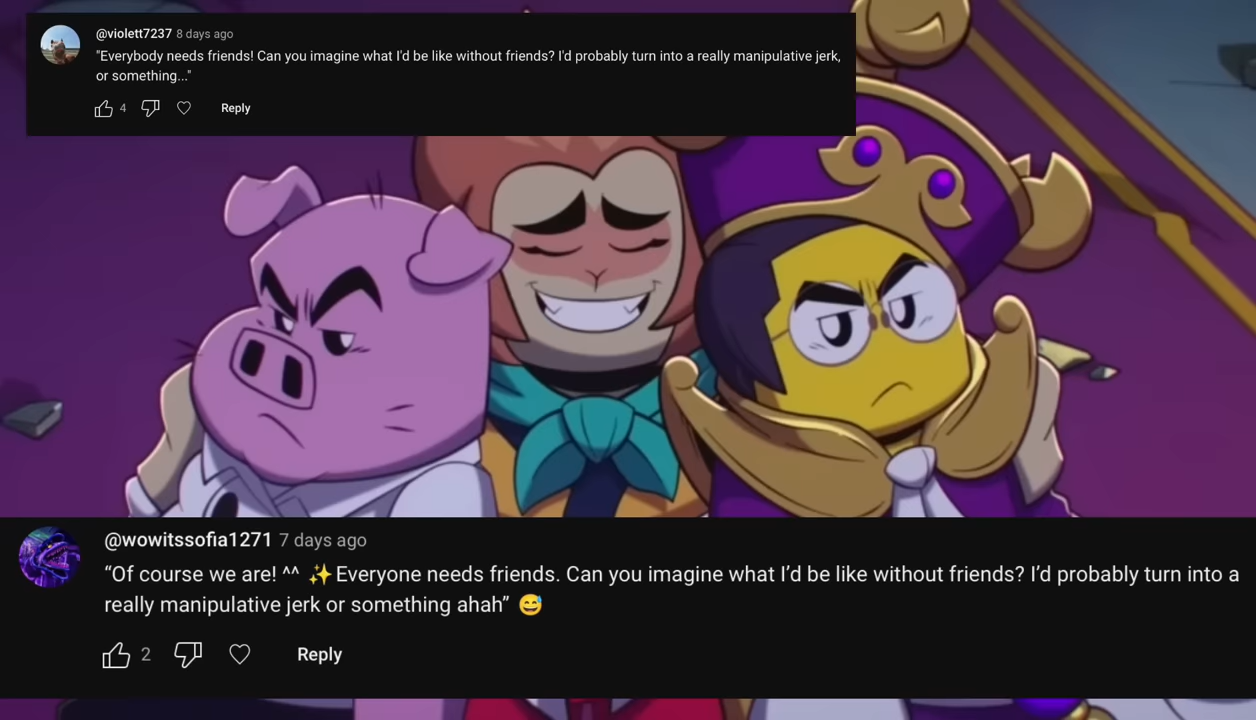 @violett7237 8 days ago
"Everybody needs friends! Can you imagine what I'd be like without friends? I'd probably turn into a really manipulative jerk,
or something..."
4 Reply
@wowitssofia1271 7 days ago
“Of course we are! ^^ ✨Everyone needs friends. Can you imagine what I’d be like without friends? I’d probably turn into a
really manipulative jerk or something ahah” 😅
2 Reply